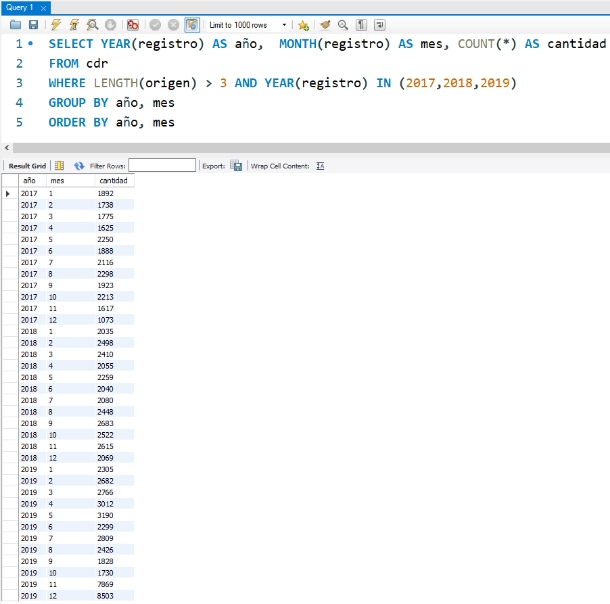 Query 1
Limit to 1000 rows
1 SELECT YEAR(registro) AS año,  MONTH(registro) AS mes, COUNT(*) AS cantidad
2 FROM cdr
3 WHERE LENGTH(origen) > 3 AND YEAR(registro) IN (2017,2018,2019)
4 GROUP BY año, mes
5 ORDER BY año, mes
Result Grid Filter Rows: Export: Wrap Cell Content:
año mes cantidad
2017 1 1892
2017 2 1738
2017 3 1775
2017 4 1625
2017 5 2250
2017 6 1888
2017 7 2116
2017 8 2298
2017 9 1923
2017 10 2213
2017 11 1617
2017 12 1073
2018 1 2035
2018 2 2498
2018 3 2410
2018 4 2055
2018 5 2259
2018 6 2040
2018 7 2080
2018 8 2448
2018 9 2683
2018 10 2522
2018 11 2615
2018 12 2069
2019 1 2305
2019 2 2682
2019 3 2766
2019 4 3012
2019 5 3190
2019 6 2299
2019 7 2809
2019 8 2426
2019 9 1828
2019 10 1730
2019 11 7869
2019 12 8503